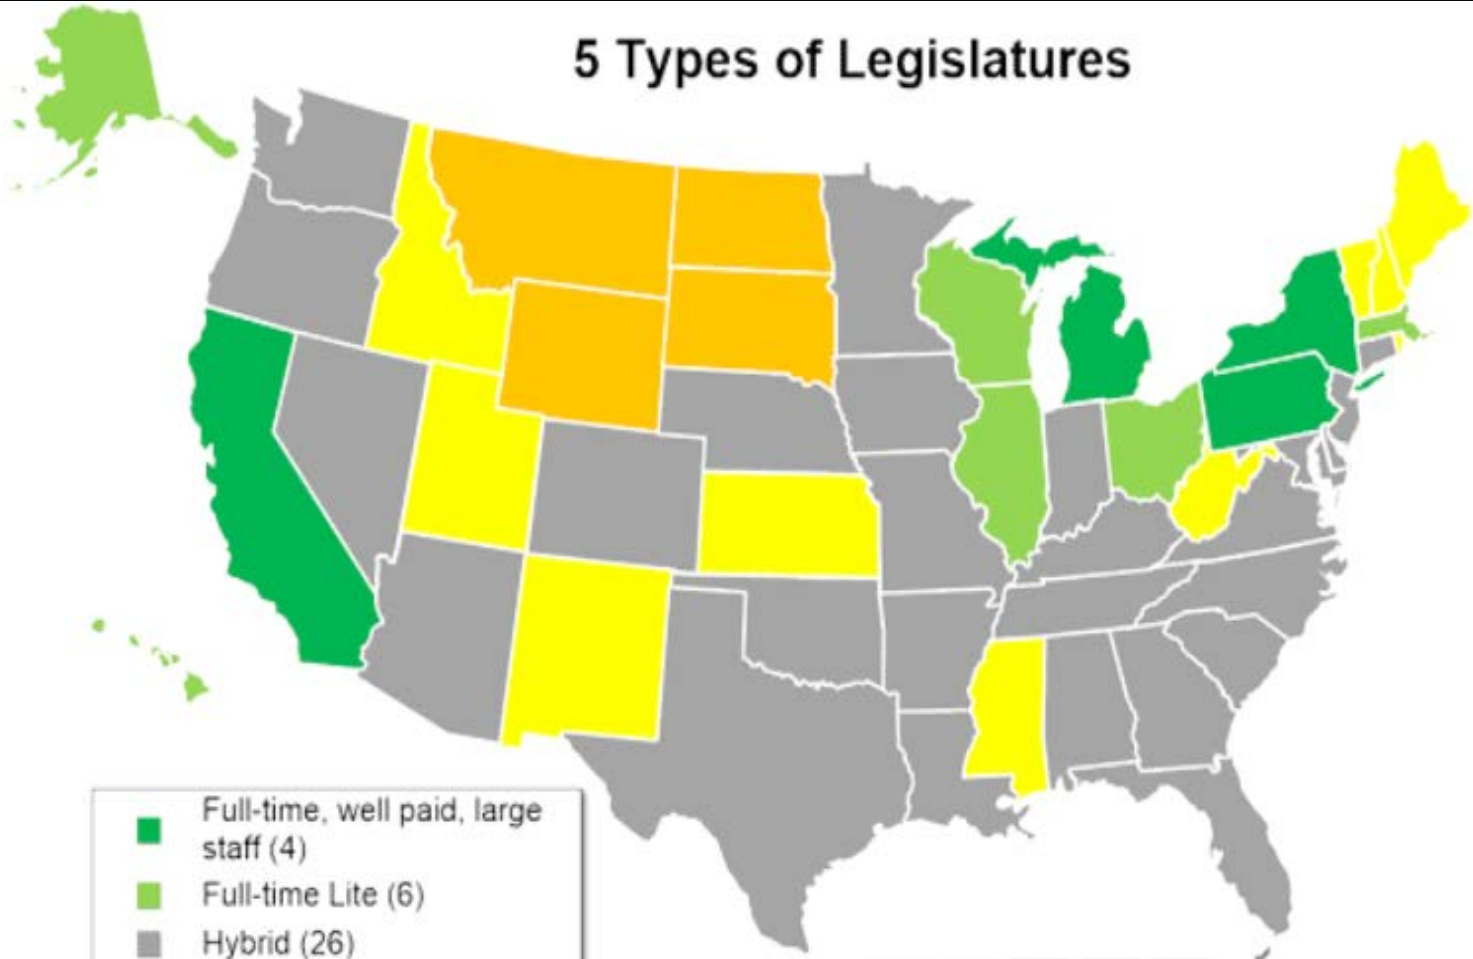 5 Types of Legislatures
Full-time, well paid, large
staff (4)
Full-time Lite (6)
Hybrid (26)